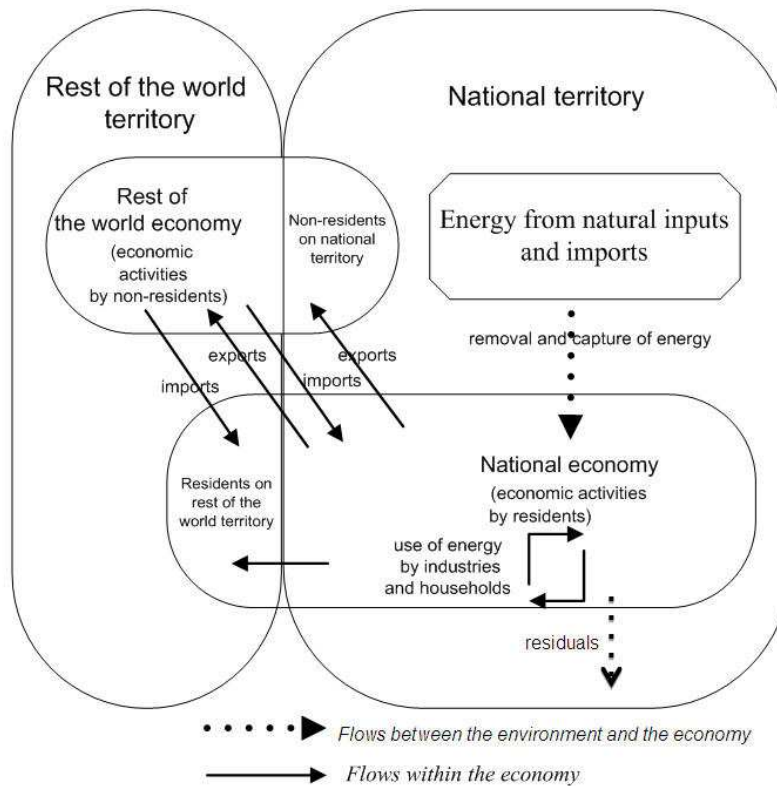 Rest of the world
territory
National territory
Rest of
the world economy
(economic
activities
by non-residents)
Non-residents
on national
territory
Energy from natural inputs
and imports
removal and capture of energy
exports
exports
imports
imports
National economy
(economic activities
by residents)
Residents on
rest of the
world territory
use of energy
by industries
and households
residuals
Flows between the environment and the economy
Flows within the economy